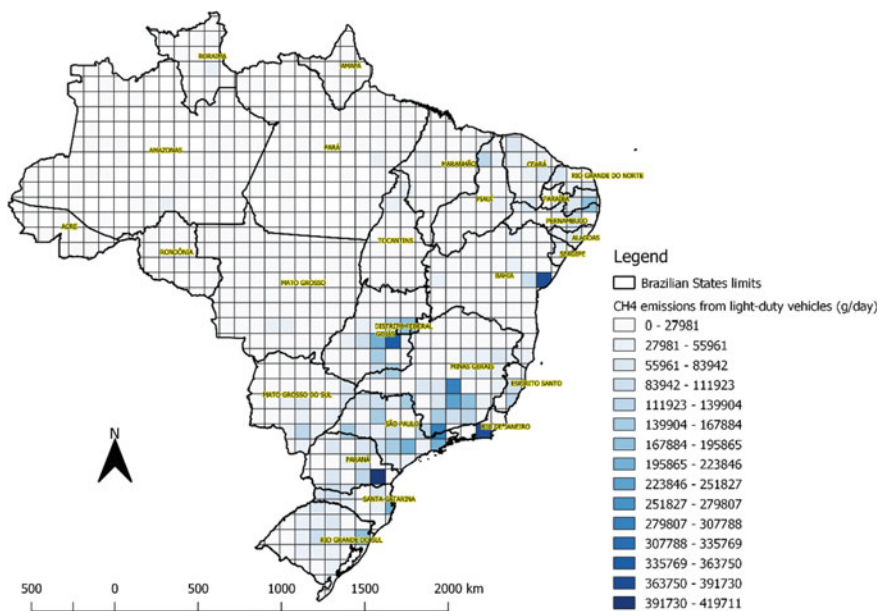 RORAIMA
AMAPÁ
AMAZONAS
PARÁ
MARANHÃO
CEARÁ
RIO GRANDE DO NORTE
PIAUÍ
PARAÍBA
PERNAMBUCO
ACRE
ALAGOAS
TOCANTINS
SERGIPE
RONDÔNIA
BAHIA
MATO GROSSO
DISTRITO FEDERAL
GOIÁS
MINAS GERAIS
ESPIRITO SANTO
MATO GROSSO DO SUL
SÃO PAULO
RIO DE JANEIRO
PARANÁ
SANTA CATARINA
RIO GRANDE DO SUL
N
500 0 500 1000 1500 2000 km
Legend
Brazilian States limits
CH4 emissions from light-duty vehicles (g/day)
0 - 27981
27981 - 55961
55961 - 83942
83942 - 111923
111923 - 139904
139904 - 167884
167884 - 195865
195865 - 223846
223846 - 251827
251827 - 279807
279807 - 307788
307788 - 335769
335769 - 363750
363750 - 391730
391730 - 419711